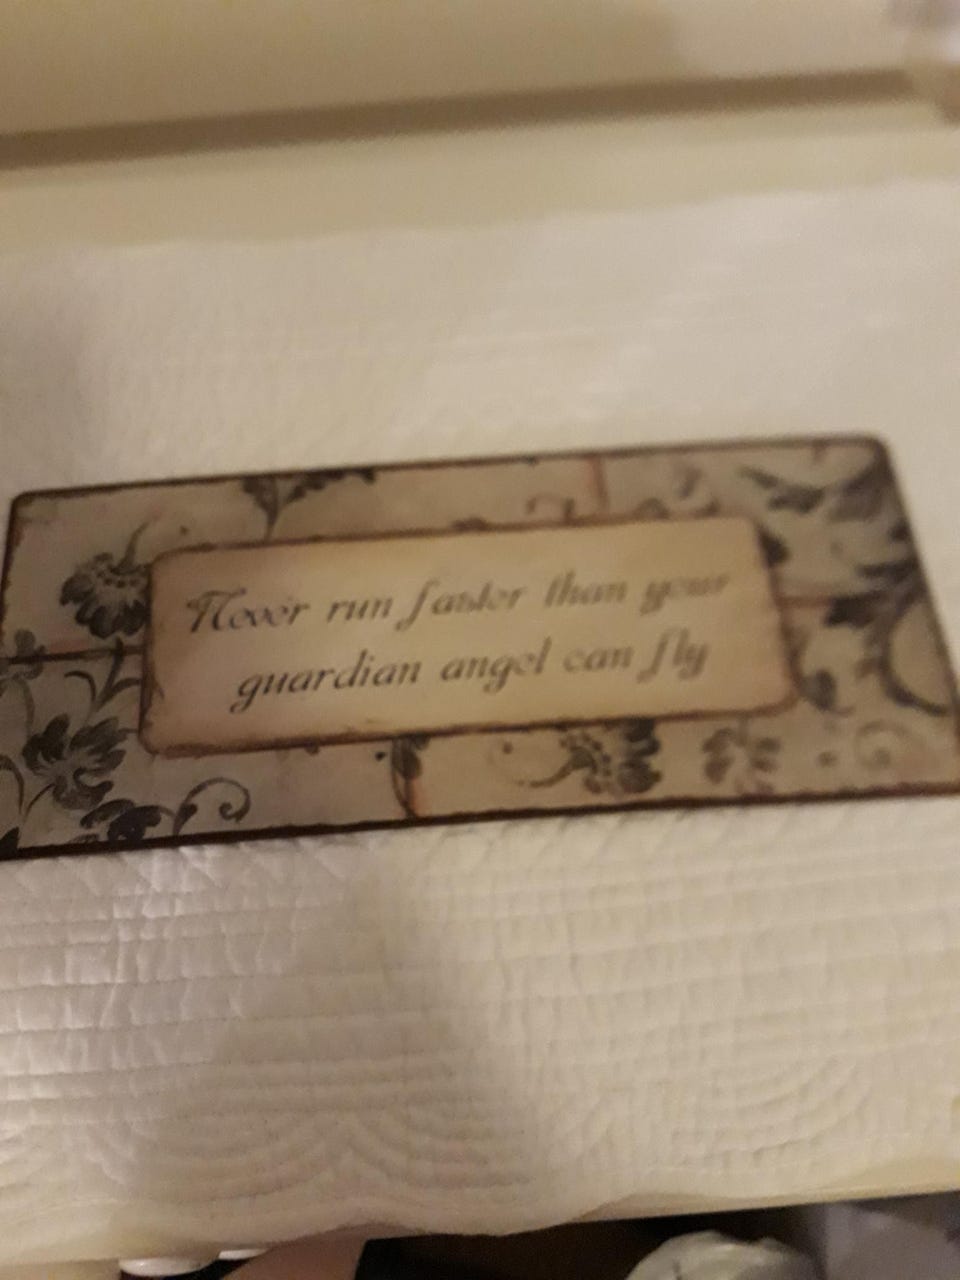 Never run faster than your
guardian angel can fly